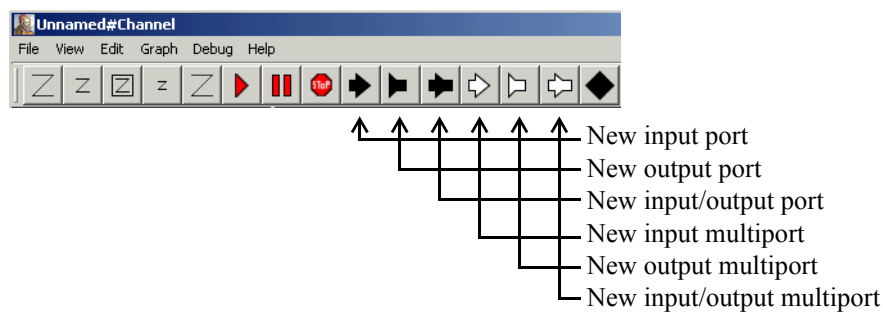 Unnamed#Channel
File View Edit Graph Debug Help
Z Z Z Z Z STOP
New input port
New output port
New input/output port
New input multiport
New output multiport
New input/output multiport